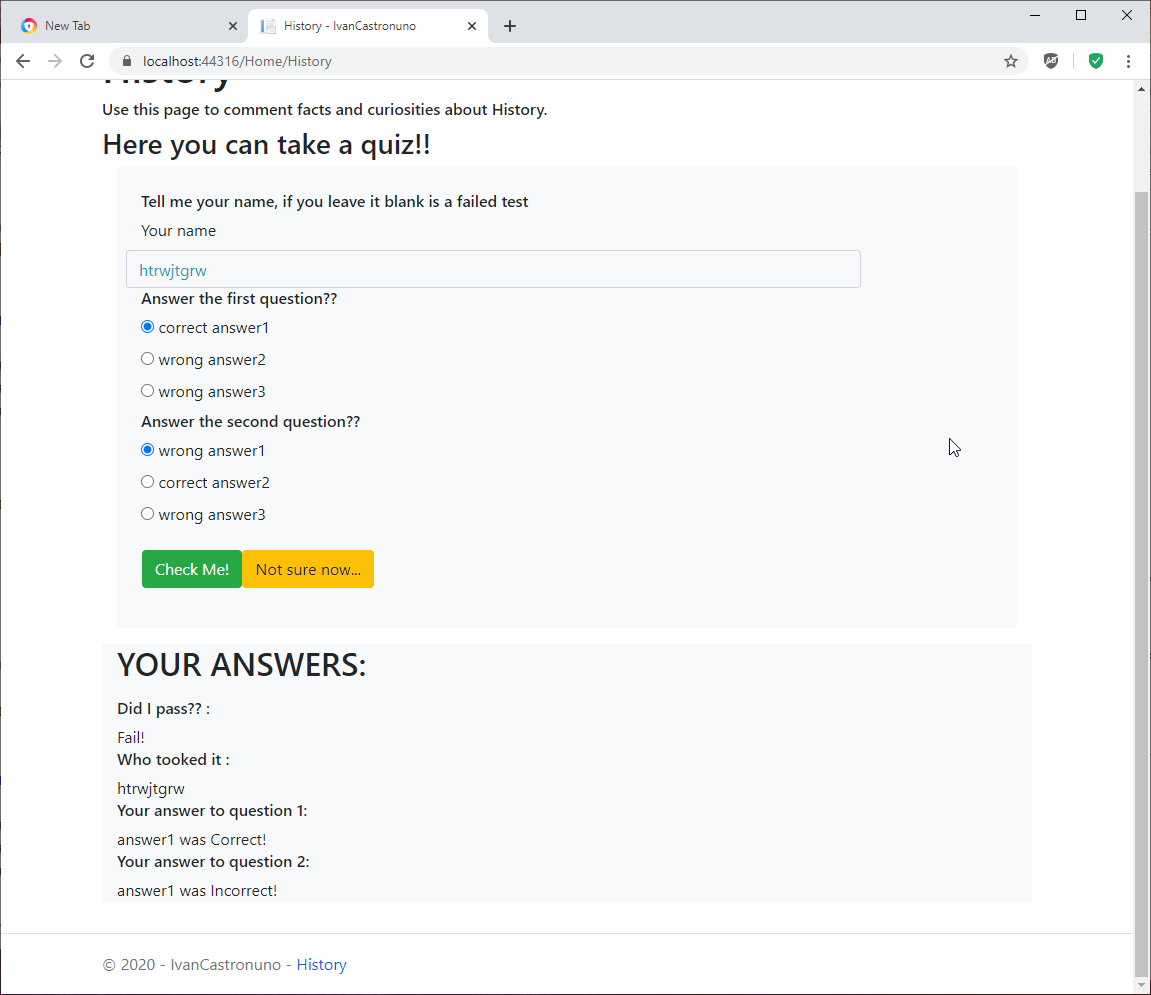 New Tab
History - IvanCastronuno
localhost:44316/Home/History
History
Use this page to comment facts and curiosities about History.
Here you can take a quiz!!
Tell me your name, if you leave it blank is a failed test
Your name
htrwjtgrw
Answer the first question??
correct answer1
wrong answer2
wrong answer3
Answer the second question??
wrong answer1
correct answer2
wrong answer3
Check Me! Not sure now...
YOUR ANSWERS:
Did I pass?? :
Fail!
Who tooked it :
htrwjtgrw
Your answer to question 1:
answer1 was Correct!
Your answer to question 2:
answer1 was Incorrect!
© 2020 - IvanCastronuno - History